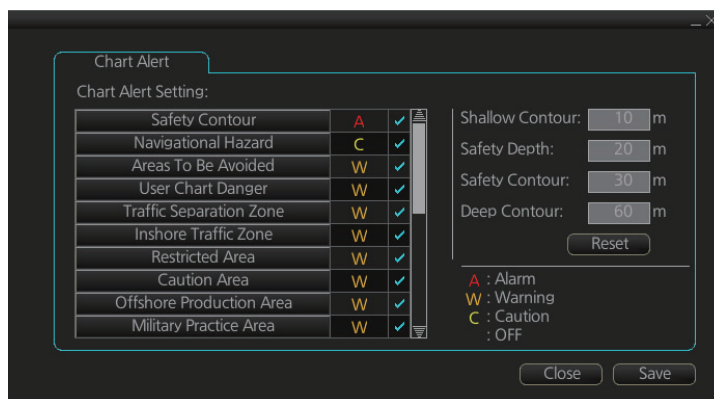 Chart Alert
Chart Alert Setting:
Safety Contour A
Navigational Hazard C
Areas To Be Avoided W
User Chart Danger W
Traffic Separation Zone W
Inshore Traffic Zone W
Restricted Area W
Caution Area W
Offshore Production Area W
Military Practice Area W
Shallow Contour: 10 m
Safety Depth: 20 m
Safety Contour: 30 m
Deep Contour: 60 m
Reset
A : Alarm
W : Warning
C : Caution
: OFF
Close Save